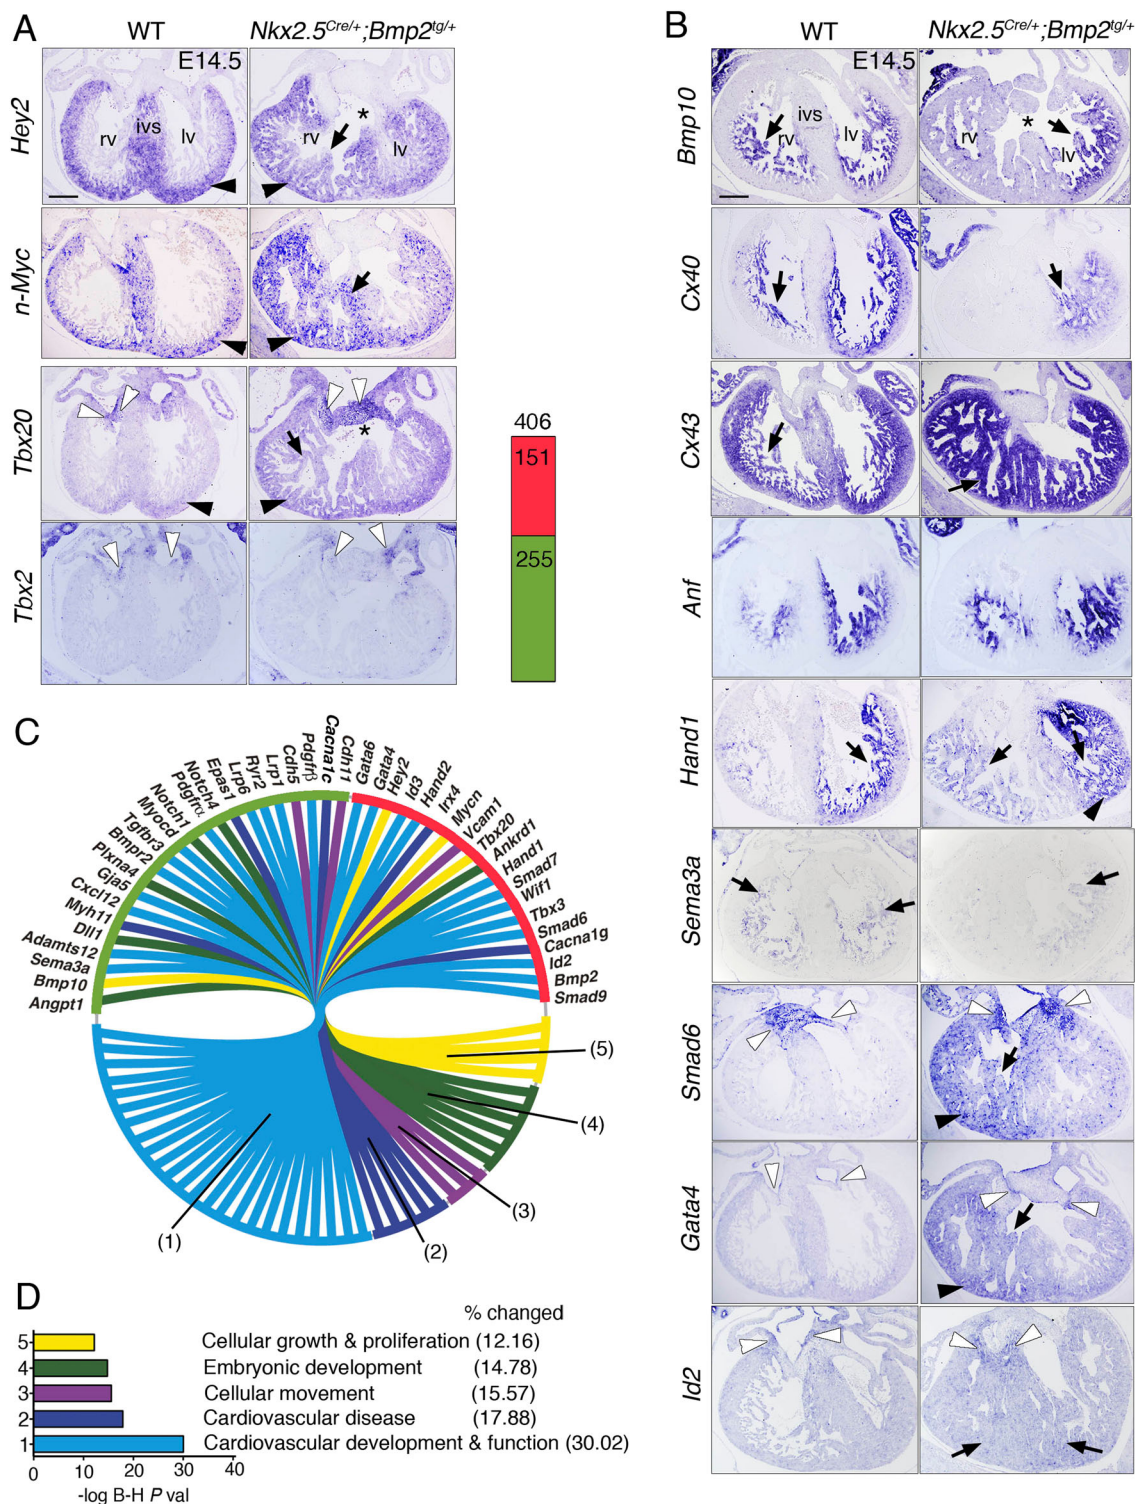 A
WT
Nkx2.5Cre/+;Bmp2tg/+
Hey2
E14.5
rv
ivs
lv
*
rv
lv
n-Myc
Tbx20
*
Tbx2
406
151
255
B
WT
Nkx2.5Cre/+;Bmp2tg/+
Bmp10
E14.5
ivs
rv
lv
rv
*
lv
Cx40
Cx43
Anf
Hand1
Sema3a
Smad6
Gata4
Id2
C
Angpt1
Bmp10
Sema3a
Adamts12
Dll1
Myh11
Cxcl12
Gja5
Plxna4
Bmpr2
Tgfbr3
Myocd
Notch1
Pdgfrα
Notch4
Epas1
Lrp6
Ryr2
Lrp1
Cdh5
Pdgfrβ
Cacna1c
Cdh11
Gata6
Gata4
Hey2
Id3
Hand2
Irx4
Mycn
Vcam1
Tbx20
Ankrd1
Hand1
Smad7
Wif1
Tbx3
Smad6
Cacna1g
Id2
Bmp2
Smad9
(1)
(2)
(3)
(4)
(5)
D
% changed
5 Cellular growth & proliferation (12.16)
4 Embryonic development (14.78)
3 Cellular movement (15.57)
2 Cardiovascular disease (17.88)
1 Cardiovascular development & function (30.02)
0 10 20 30 40
-log B-H P val